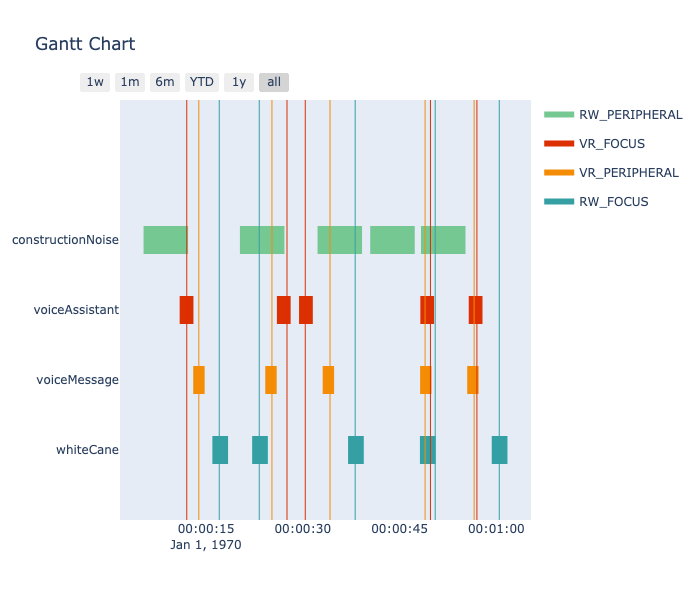 Gantt Chart
1w 1m 6m YTD 1y all
RW_PERIPHERAL
VR_FOCUS
VR_PERIPHERAL
RW_FOCUS
constructionNoise
voiceAssistant
voiceMessage
whiteCane
00:00:15 00:00:30 00:00:45 00:01:00
Jan 1, 1970